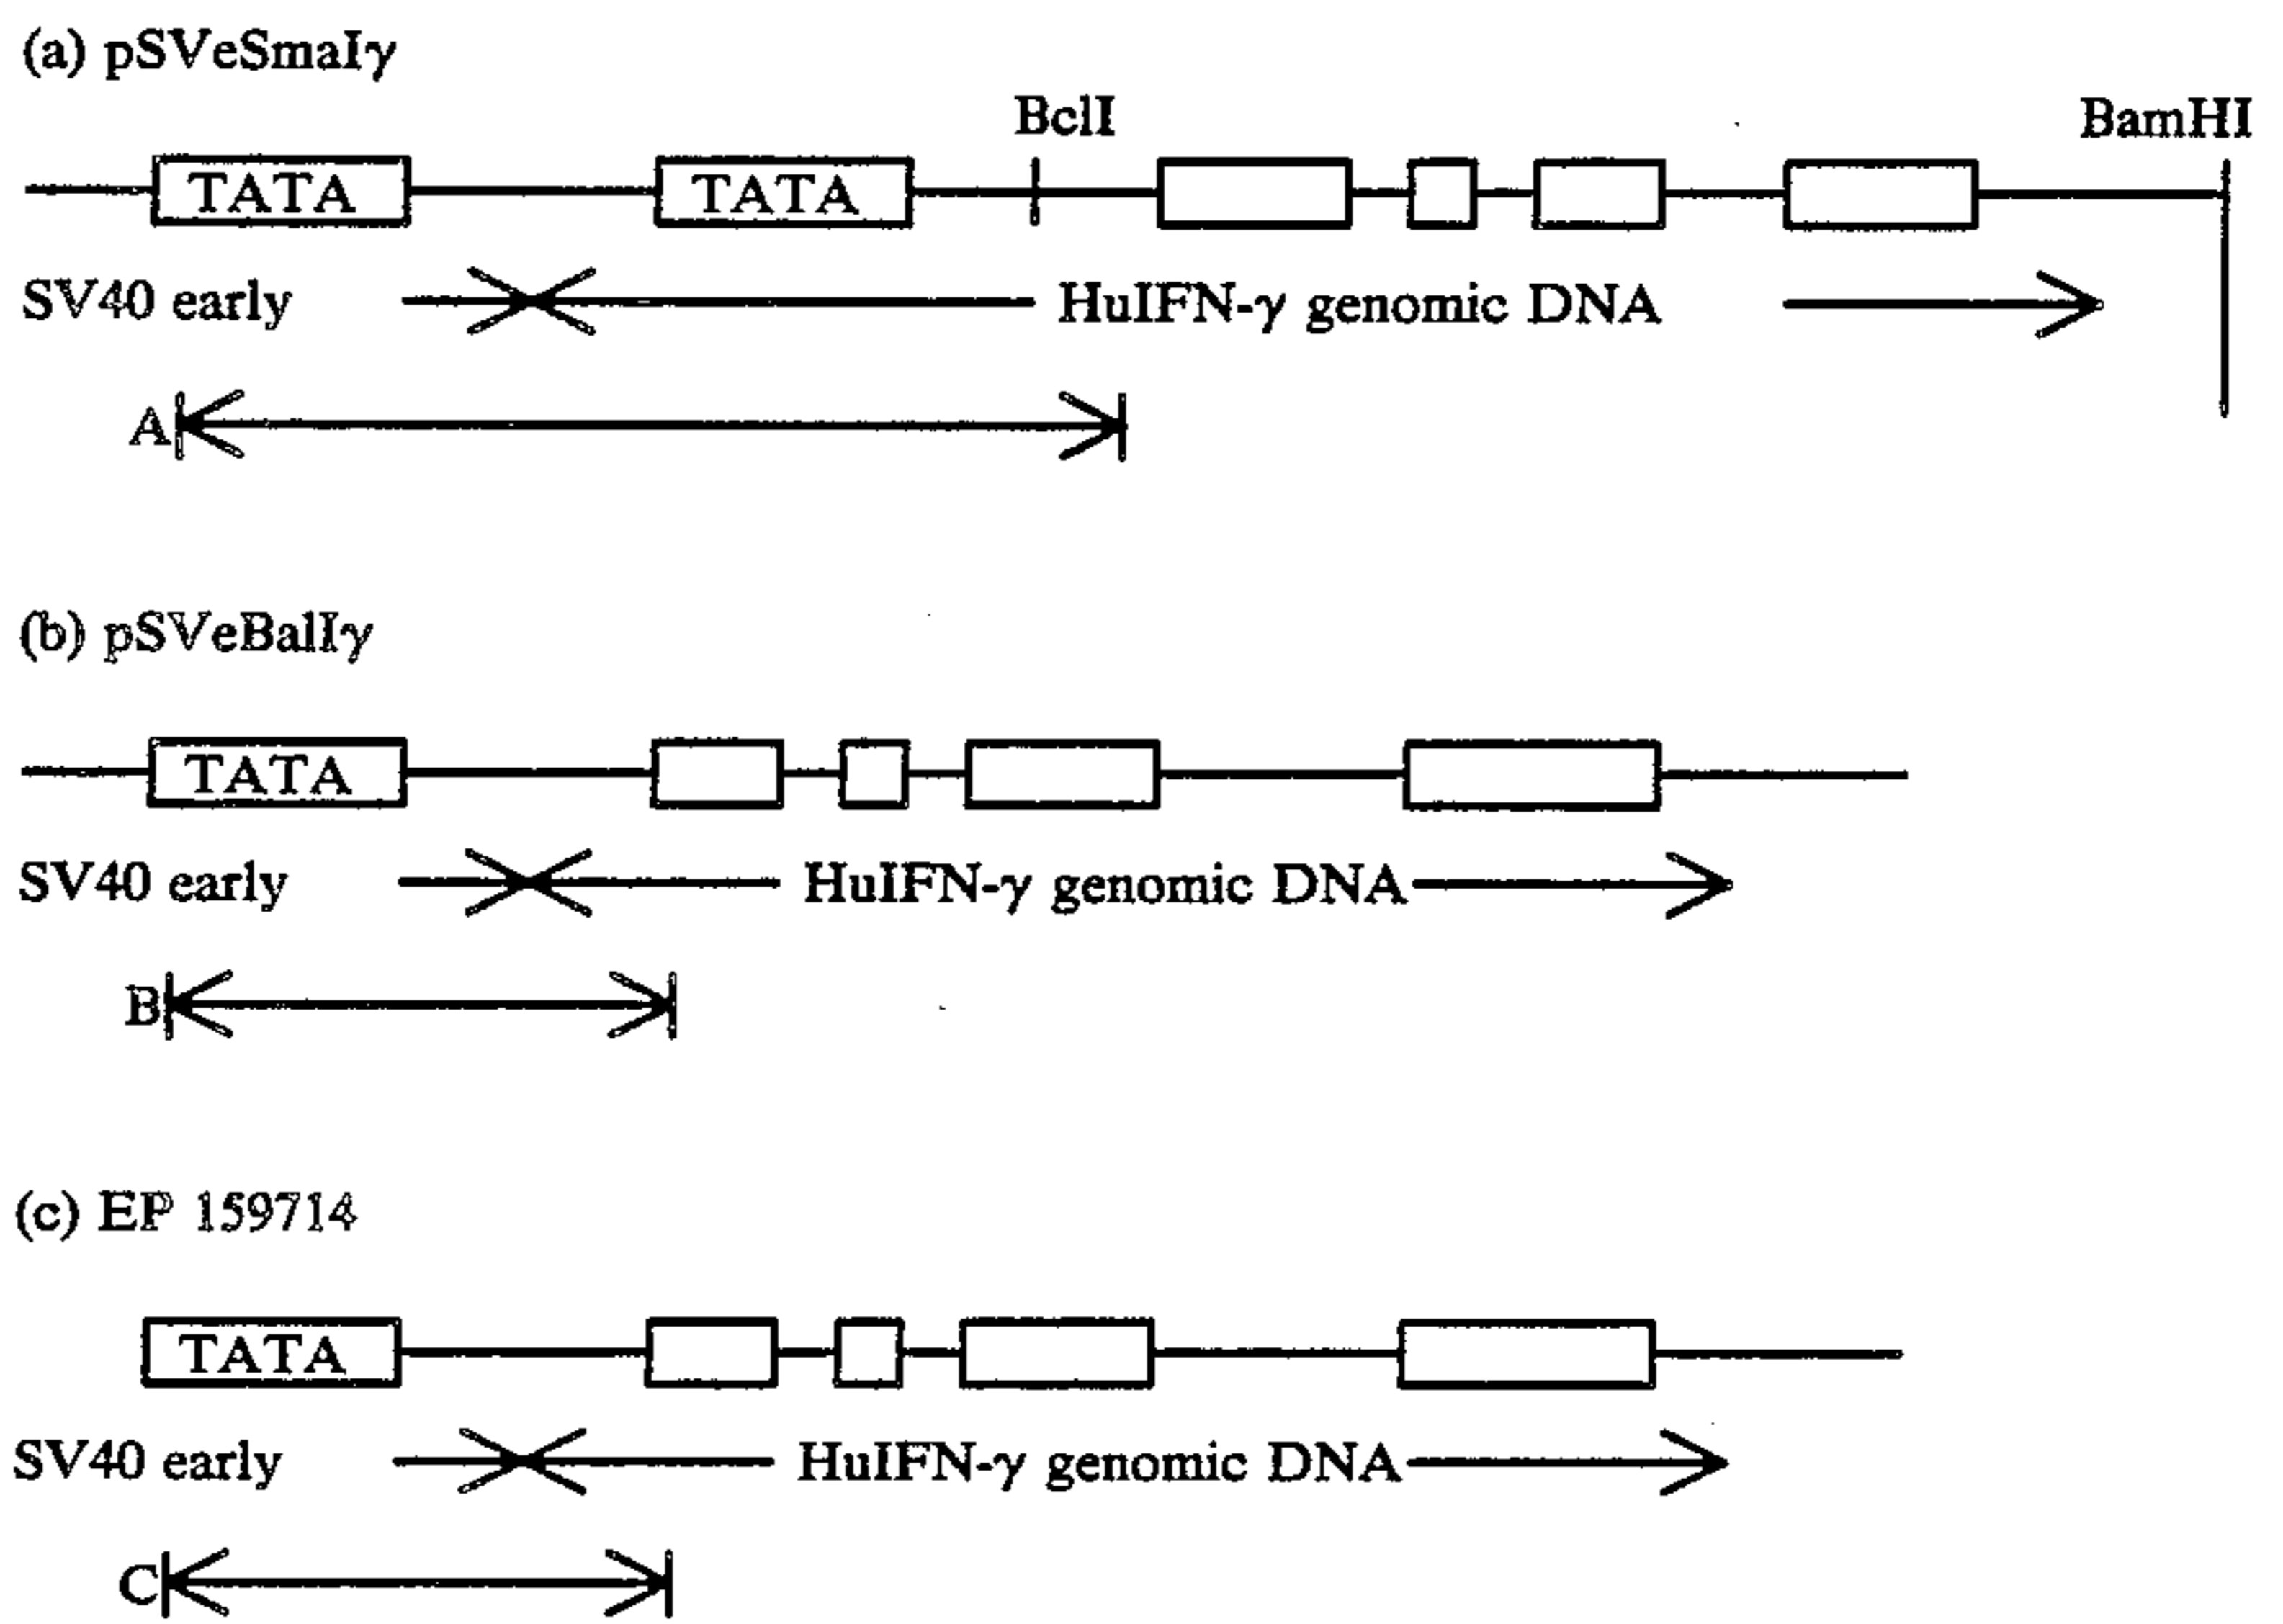 (a) pSVeSmaIγ
BclI
BamHI
TATA TATA
SV40 early HuIFN-γ genomic DNA
A
(b) pSVeBalIγ
TATA
SV40 early HuIFN-γ genomic DNA
B
(c) EP 159714
TATA
SV40 early HuIFN-γ genomic DNA
C